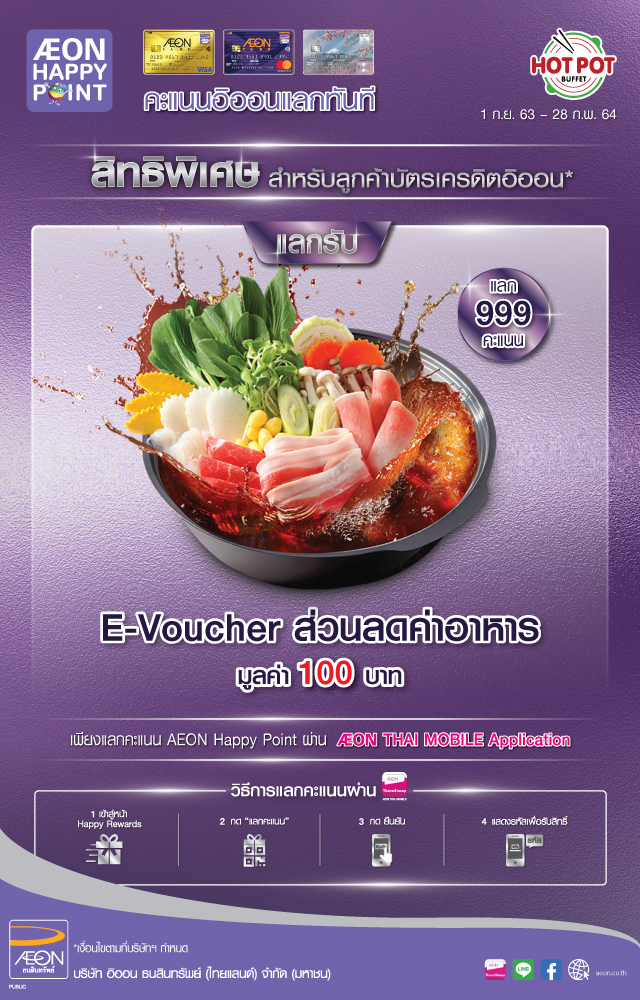 ÆON
HAPPY
POINT
ÆON
ÆON
VISA
คะแนนอิออนแลกทันที
HOT POT
BUFFET
1 ก.ย. 63 – 28 ก.พ. 64
สิทธิพิเศษ สำหรับลูกค้าบัตรเครดิตอิออน*
แลกรับ
แลก
999
คะแนน
E-Voucher ส่วนลดค่าอาหาร
มูลค่า 100 บาท
เพียงแลกคะแนน AEON Happy Point ผ่าน ÆON THAI MOBILE Application
วิธีการแลกคะแนนผ่าน
1 เข้าสู่หน้า
Happy Rewards
2 กด "แลกคะแนน"
3 กด ยืนยัน
4 แสดงรหัสเพื่อรับสิทธิ์
รหัส
ÆON
ธนสินทรัพย์
*เงื่อนไขตามที่บริษัทฯ กำหนด
บริษัท อิออน ธนสินทรัพย์ (ไทยแลนด์) จำกัด (มหาชน)
LINE
aeon.co.th
PUBLIC